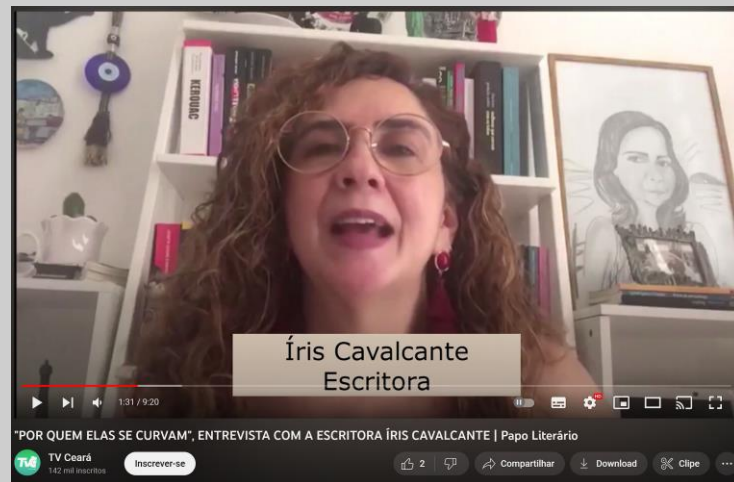 KEROUAC
Íris Cavalcante
Escritora
1:31 / 9:20
HD
"POR QUEM ELAS SE CURVAM", ENTREVISTA COM A ESCRITORA ÍRIS CAVALCANTE | Papo Literário
TV Ceará
142 mil inscritos
Inscrever-se
2
Compartilhar
Download
Clipe